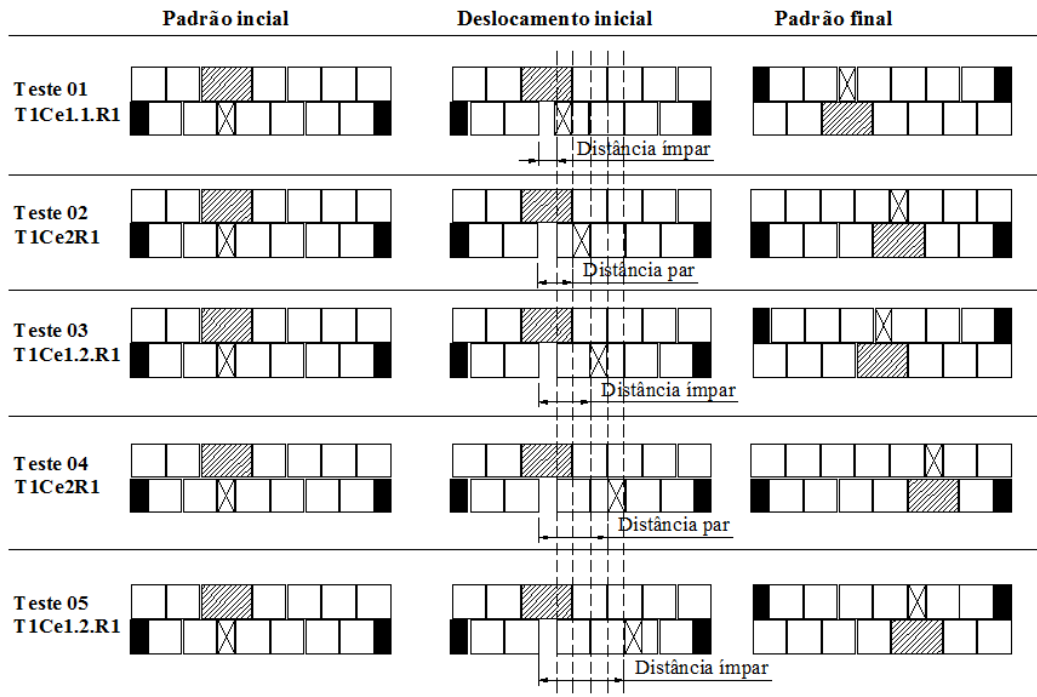 Padrão incial Deslocamento inicial Padrão final
Teste 01
T1Ce1.1.R1
Distância ímpar
Teste 02
T1Ce2R1
Distância par
Teste 03
T1Ce1.2.R1
Distância ímpar
Teste 04
T1Ce2R1
Distância par
Teste 05
T1Ce1.2.R1
Distância ímpar